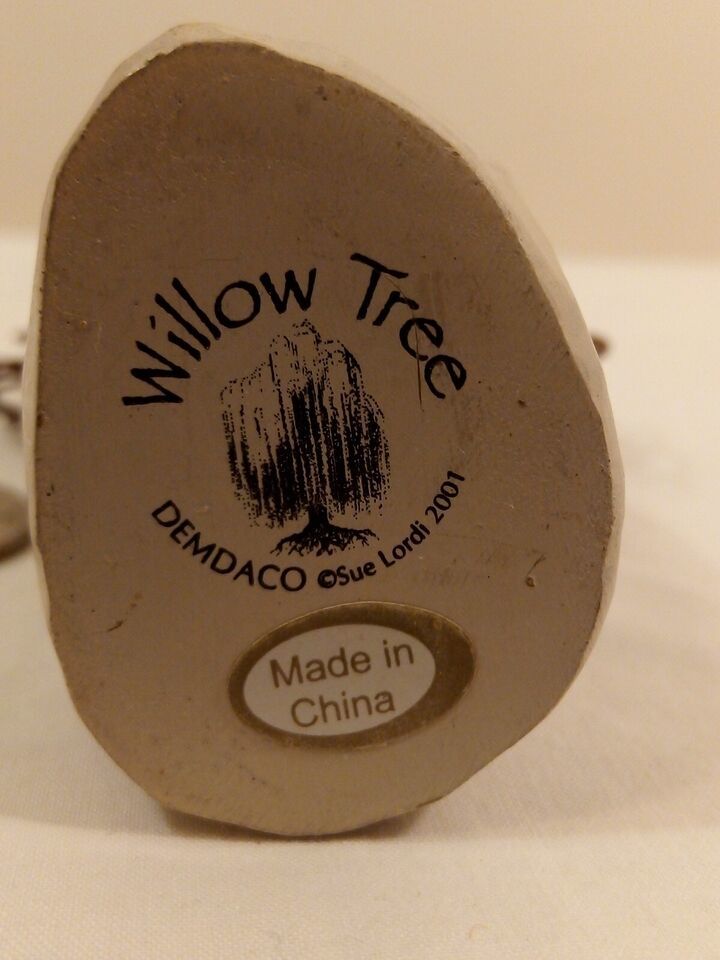 Willow Tree
DEMDACO ©Sue Lordi 2001
Made in
China